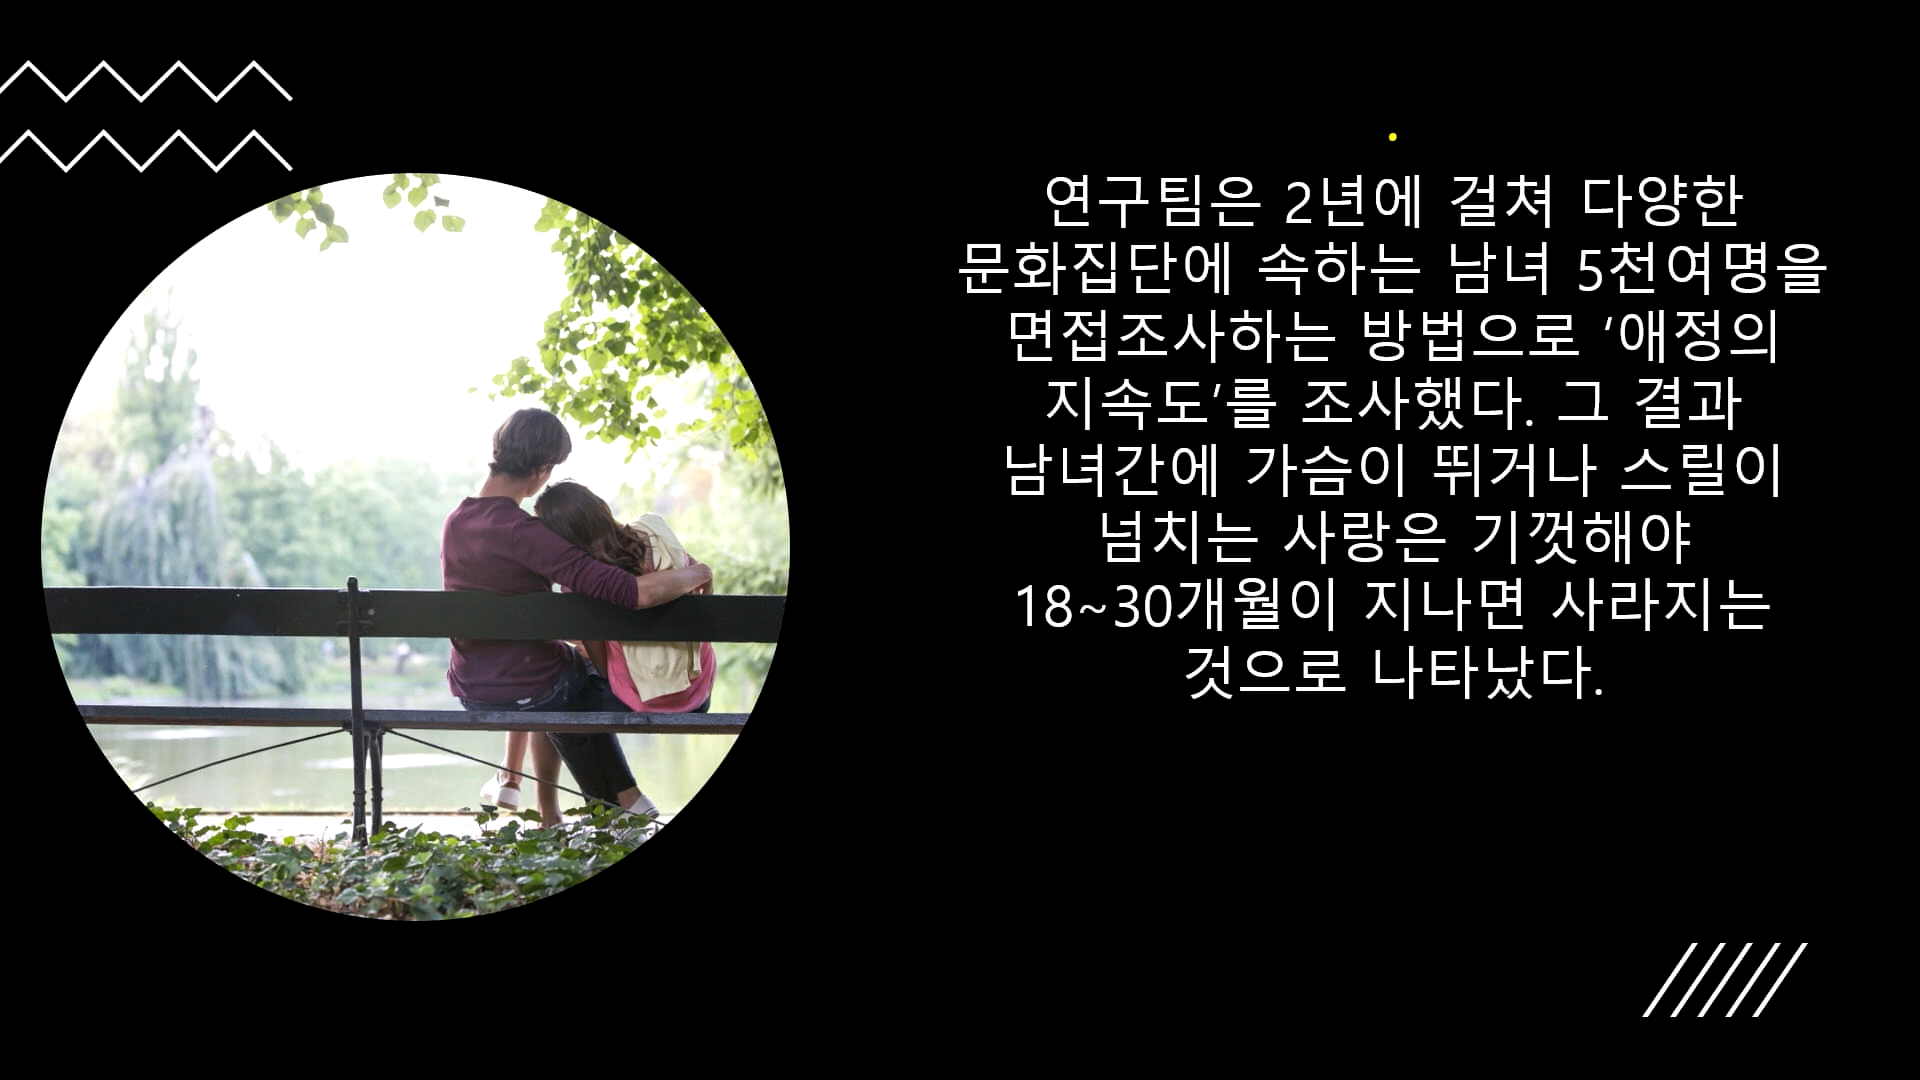 연구팀은 2년에 걸쳐 다양한
문화집단에 속하는 남녀 5천여명을
면접조사하는 방법으로 ‘애정의
지속도’를 조사했다. 그 결과
남녀간에 가슴이 뛰거나 스릴이
넘치는 사랑은 기껏해야
18~30개월이 지나면 사라지는
것으로 나타났다.